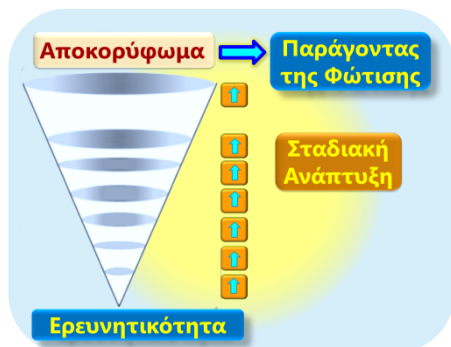 Αποκορύφωμα
Παράγοντας
της Φώτισης
Σταδιακή
Ανάπτυξη
Ερευνητικότητα